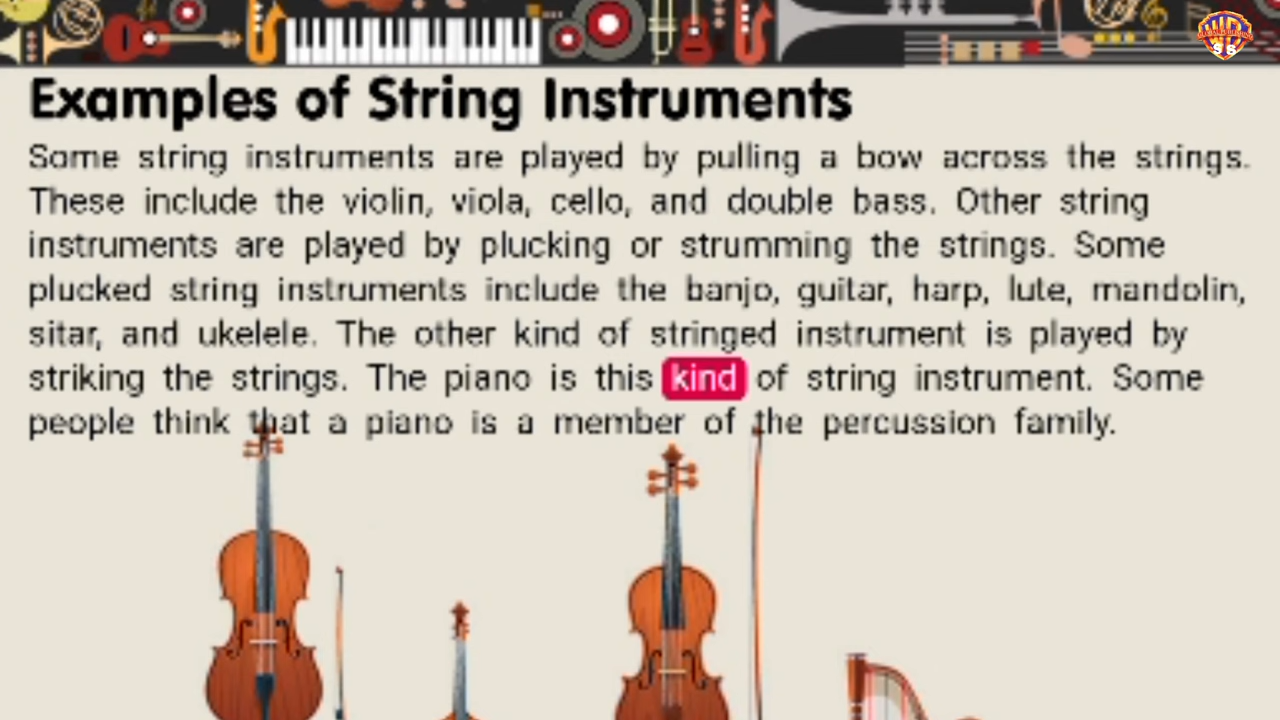 Examples of String Instruments
Some string instruments are played by pulling a bow across the strings.
These include the violin, viola, cello, and double bass. Other string
instruments are played by plucking or strumming the strings. Some
plucked string instruments include the banjo, guitar, harp, lute, mandolin,
sitar, and ukelele. The other kind of stringed instrument is played by
striking the strings. The piano is this kind of string instrument. Some
people think that a piano is a member of the percussion family.